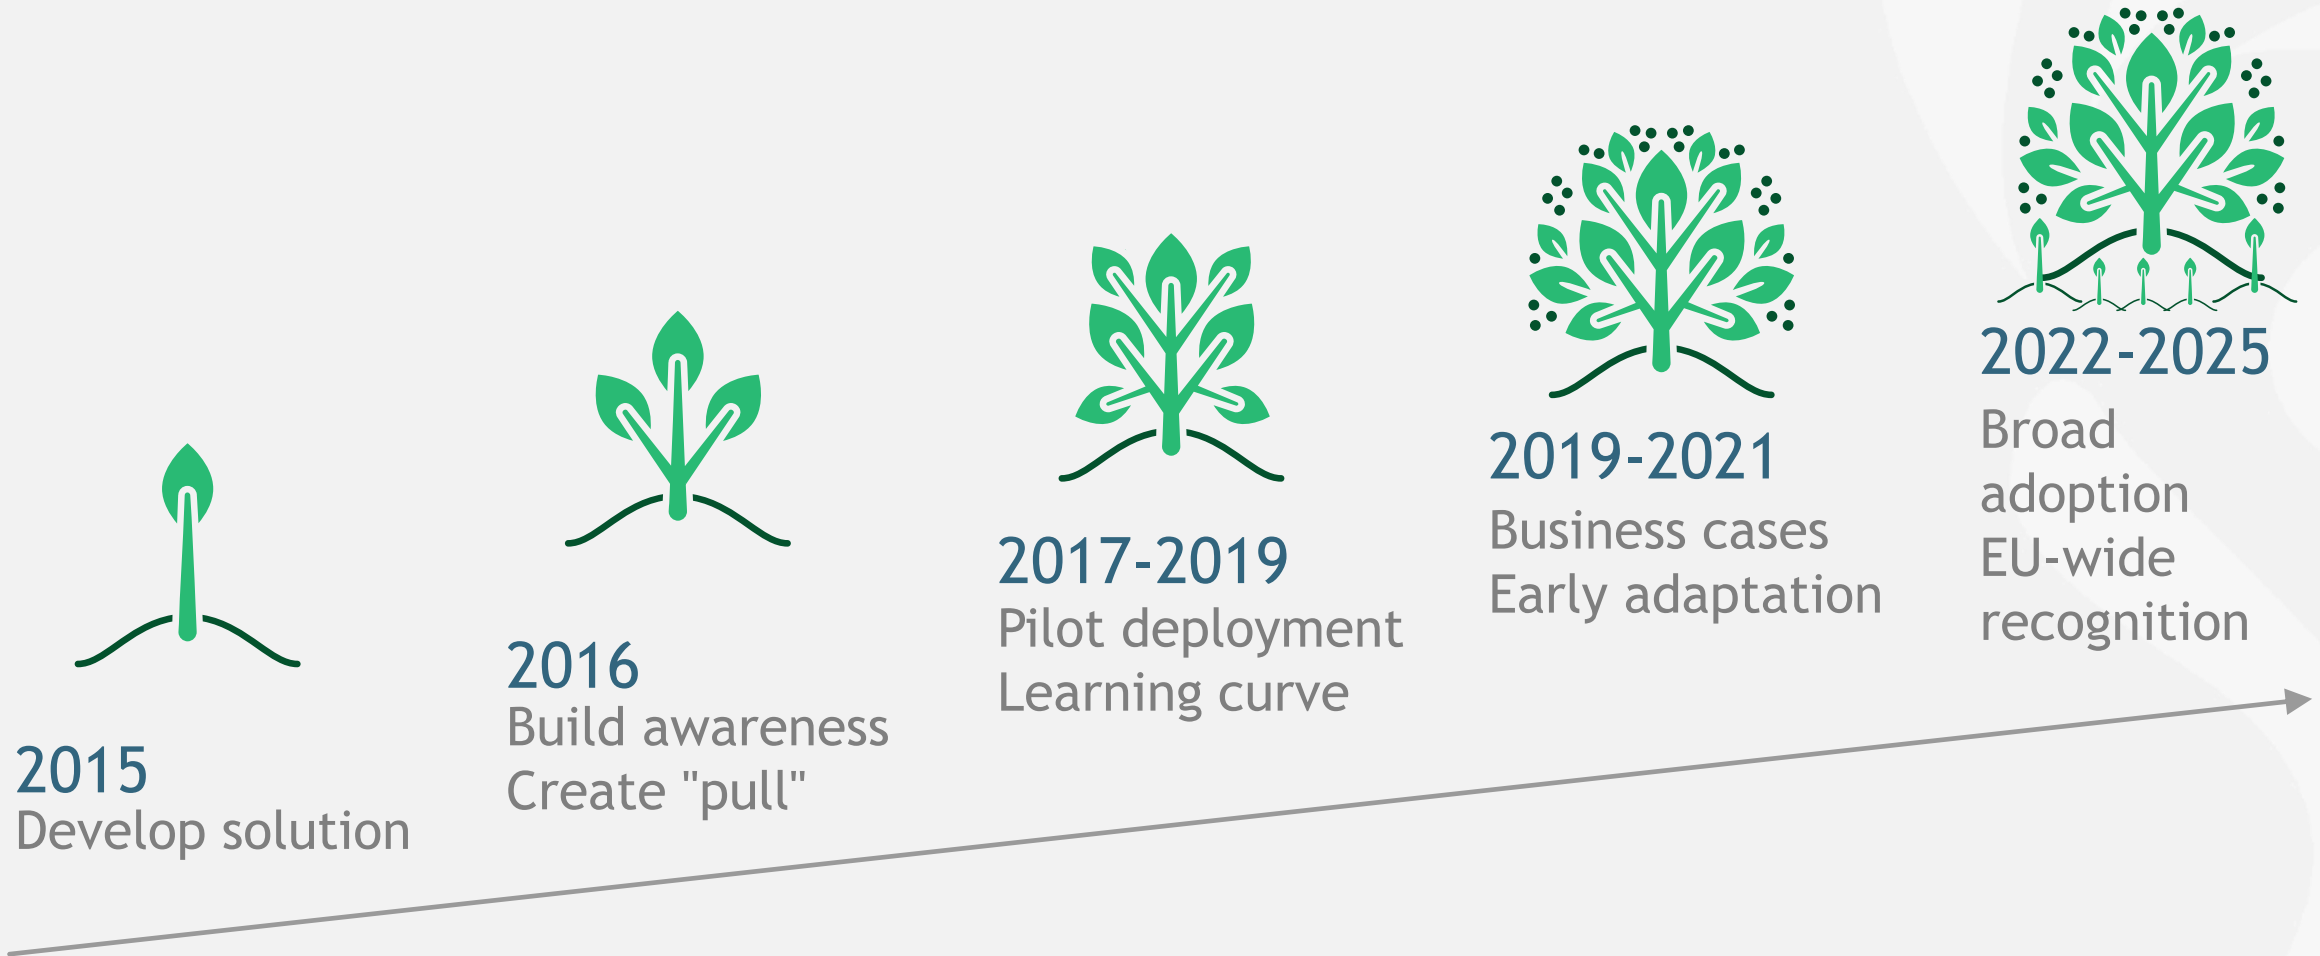 2015
Develop solution
2016
Build awareness
Create "pull"
2017-2019
Pilot deployment
Learning curve
2019-2021
Business cases
Early adaptation
2022-2025
Broad
adoption
EU-wide
recognition